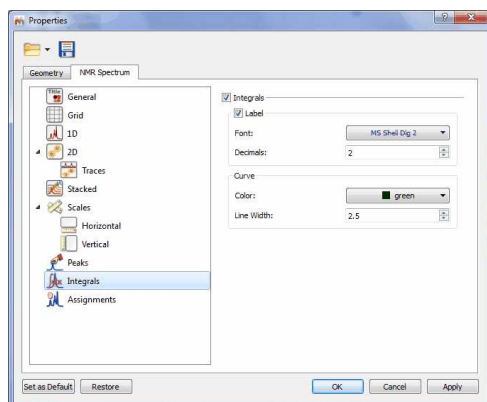 Properties
Geometry
NMR Spectrum
Title
General
Grid
1D
2D
Traces
Stacked
Scales
Horizontal
Vertical
Peaks
Integrals
Assignments
Integrals
Label
Font: MS Shell Dlg 2
Decimals: 2
Curve
Color: green
Line Width: 2.5
Set as Default Restore OK Cancel Apply